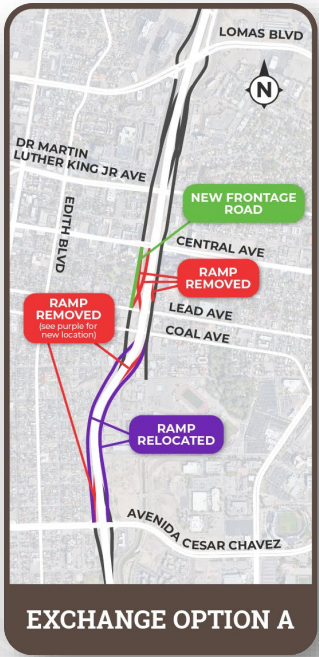 LOMAS BLVD
N
DR MARTIN
LUTHER KING JR AVE
EDITH BLVD
NEW FRONTAGE
ROAD
CENTRAL AVE
RAMP
REMOVED
RAMP
REMOVED
(see purple for
new location)
LEAD AVE
COAL AVE
RAMP
RELOCATED
AVENIDA CESAR CHAVEZ
EXCHANGE OPTION A